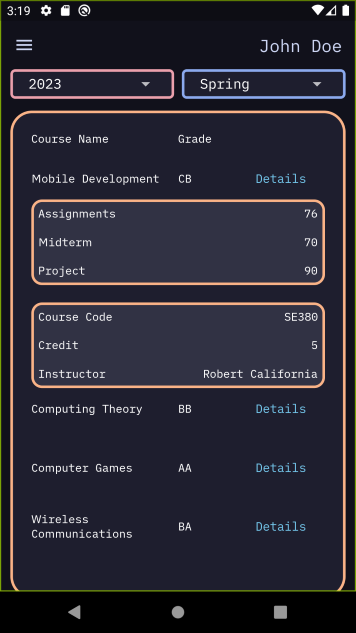 3:19
John Doe
2023 Spring
Course Name Grade
Mobile Development CB Details
Assignments 76
Midterm 70
Project 90
Course Code SE380
Credit 5
Instructor Robert California
Computing Theory BB Details
Computer Games AA Details
Wireless
Communications BA Details